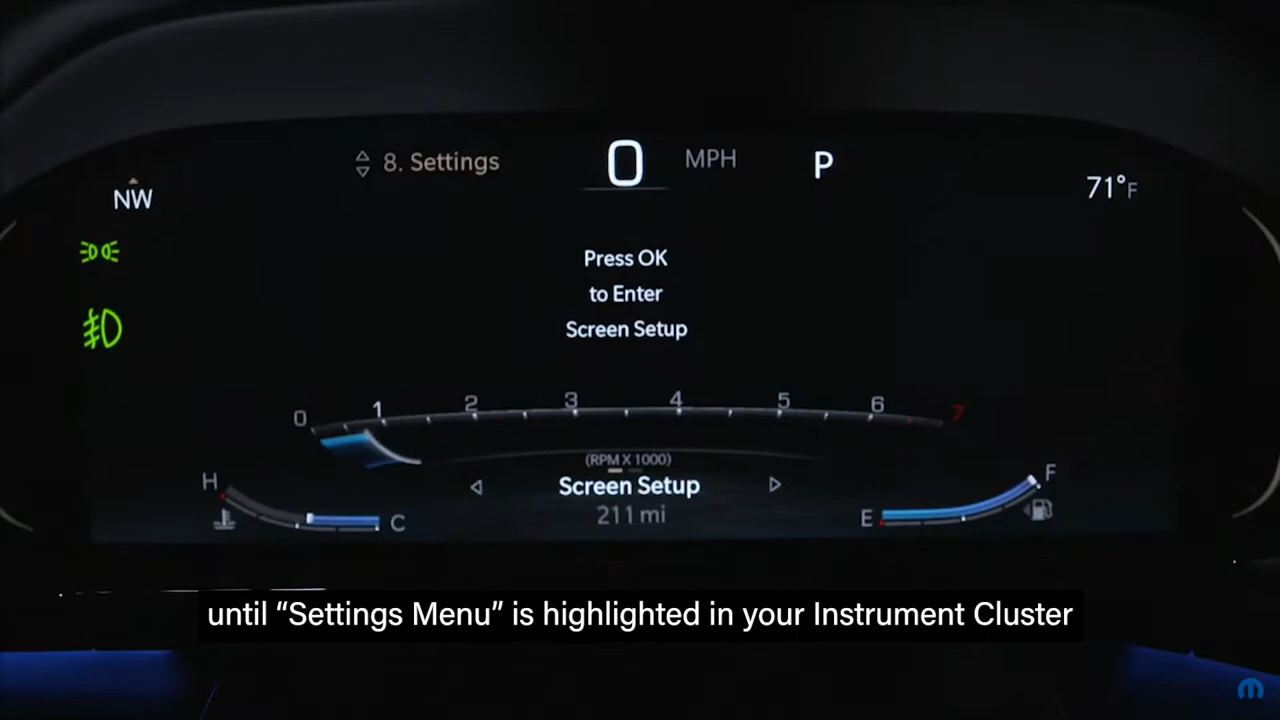 8. Settings
0 MPH
P
NW
71°F
Press OK
to Enter
Screen Setup
0 1 2 3 4 5 6 7
(RPM X 1000)
H
C
Screen Setup
211 mi
E
F
until “Settings Menu” is highlighted in your Instrument Cluster